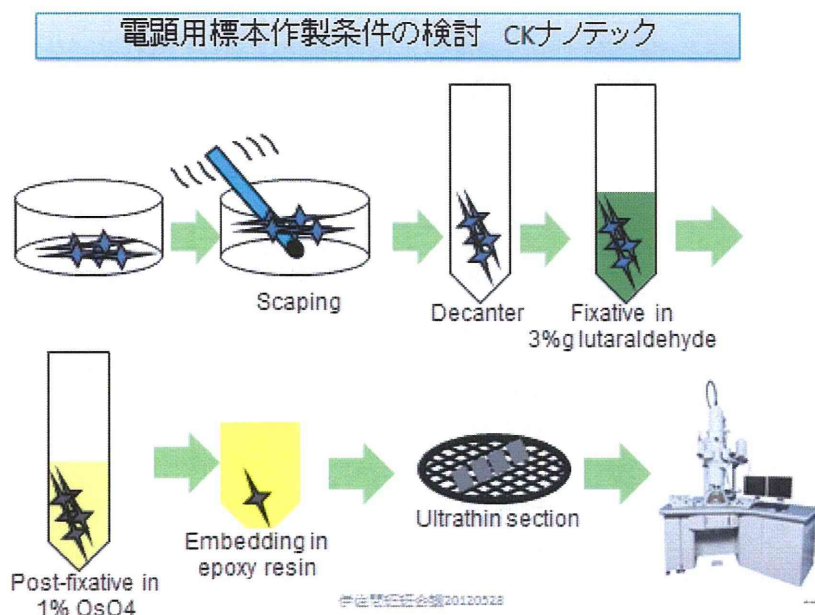 電顕用標本作製条件の検討 CKナノテック
Scaping
Decanter
Fixative in
3%glutaraldehyde
Post-fixative in
1% OsO4
Embedding in
epoxy resin
Ultrathin section
20120528